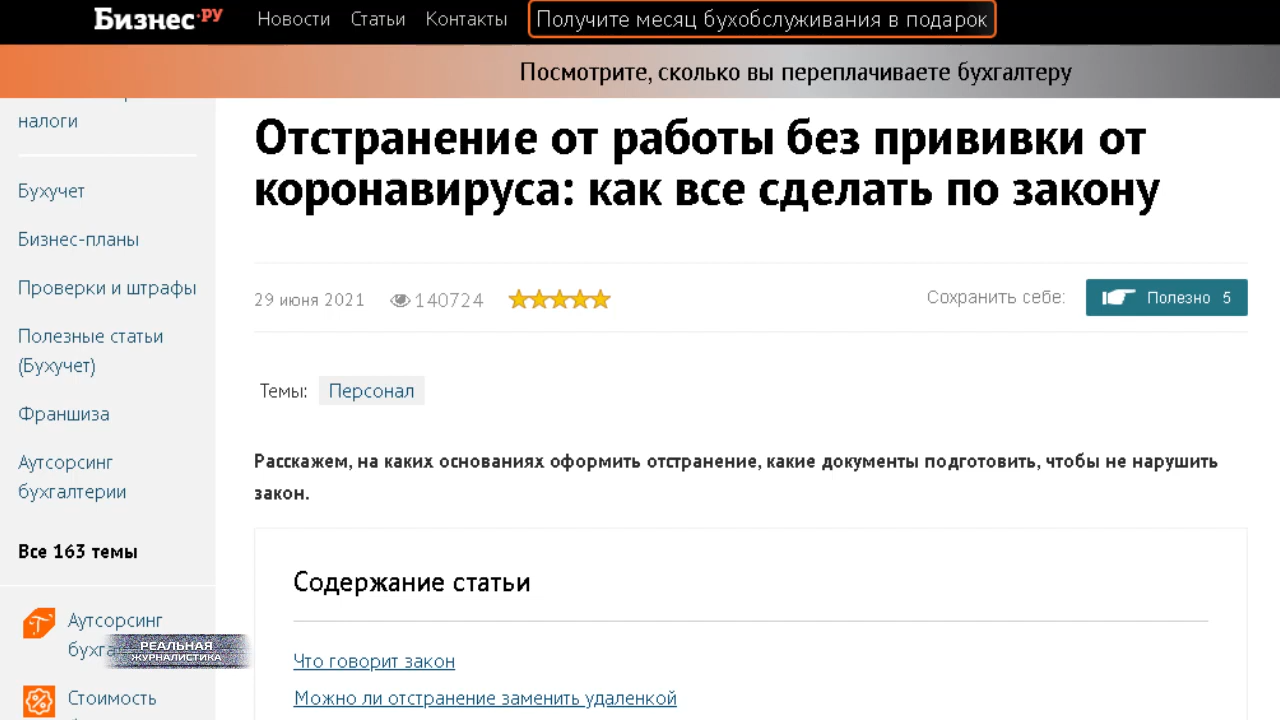 Бизнес.РУ
Новости Статьи Контакты Получите месяц бухобслуживания в подарок
Посмотрите, сколько вы переплачиваете бухгалтеру
налоги
Бухучет
Бизнес-планы
Проверки и штрафы
Полезные статьи
(Бухучет)
Франшиза
Аутсорсинг
бухгалтерии
Все 163 темы
Аутсорсинг
бухга
Стоимость
РЕАЛЬНАЯ
ЖУРНАЛИСТИКА
Отстранение от работы без прививки от
коронавируса: как все сделать по закону
29 июня 2021 140724
Сохранить себе: Полезно 5
Темы: Персонал
Расскажем, на каких основаниях оформить отстранение, какие документы подготовить, чтобы не нарушить
закон.
Содержание статьи
Что говорит закон
Можно ли отстранение заменить удаленкой